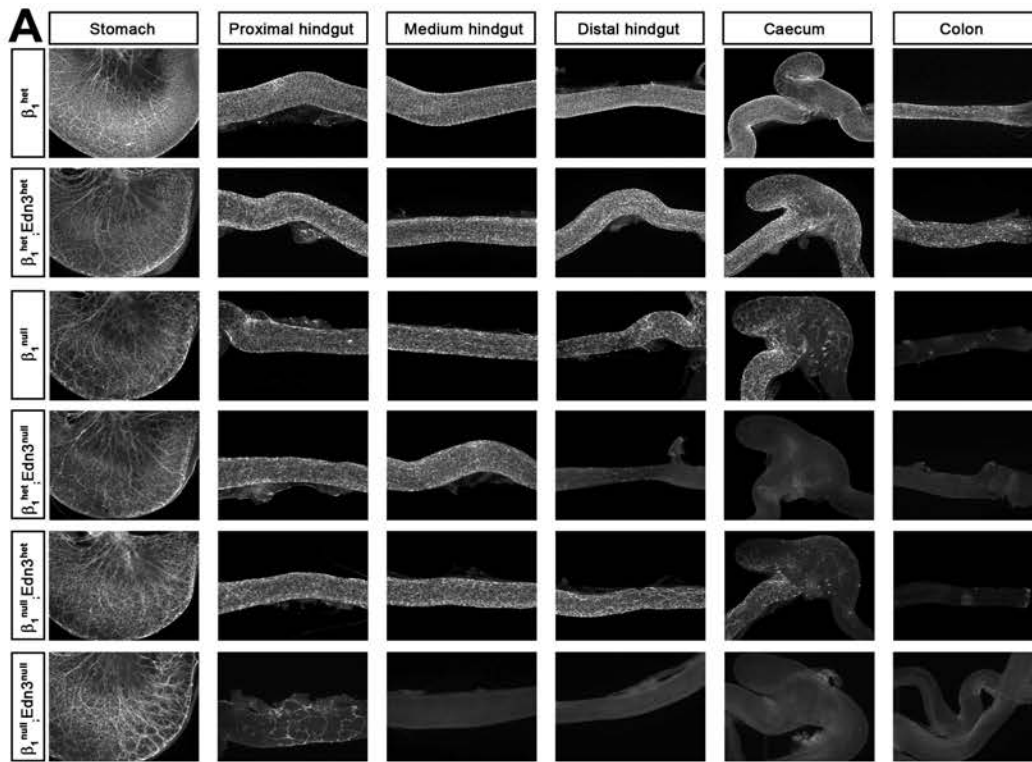 A
Stomach
Proximal hindgut
Medium hindgut
Distal hindgut
Caecum
Colon
β₁ʰᵉᵗ
β₁ʰᵉᵗ;Edn3ʰᵉᵗ
β₁ⁿᵘˡˡ
β₁ʰᵉᵗ;Edn3ⁿᵘˡˡ
β₁ⁿᵘˡˡ;Edn3ʰᵉᵗ
β₁ⁿᵘˡˡ;Edn3ⁿᵘˡˡ